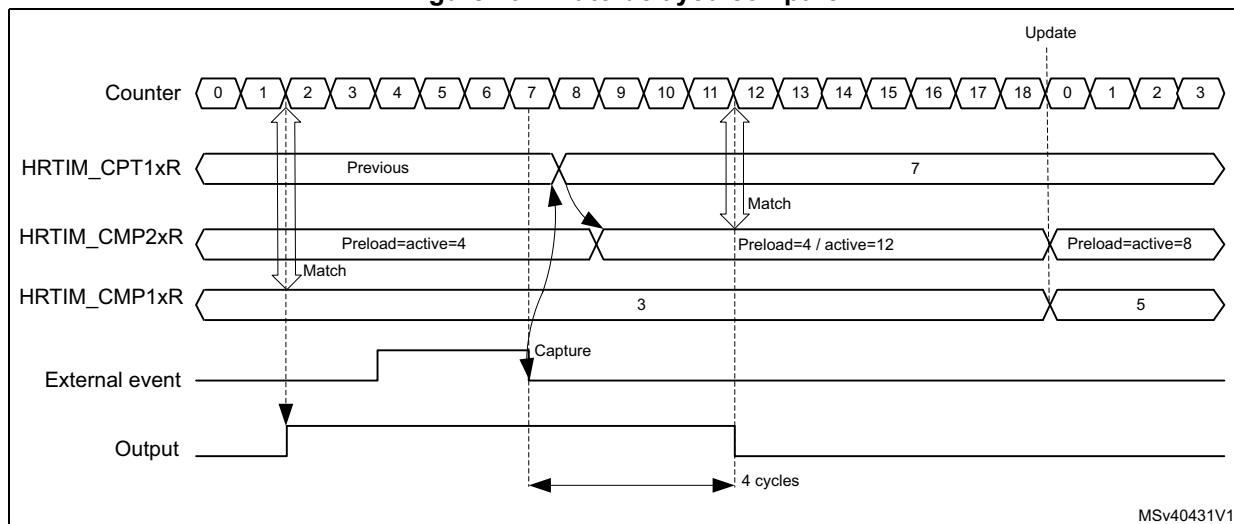 Update
Counter 0 1 2 3 4 5 6 7 8 9 10 11 12 13 14 15 16 17 18 0 1 2 3
HRTIM_CPT1xR Previous 7
Match
HRTIM_CMP2xR Preload=active=4 Preload=4 / active=12 Preload=active=8
Match
HRTIM_CMP1xR 3 5
Capture
External event
Output
4 cycles
MSv40431V1